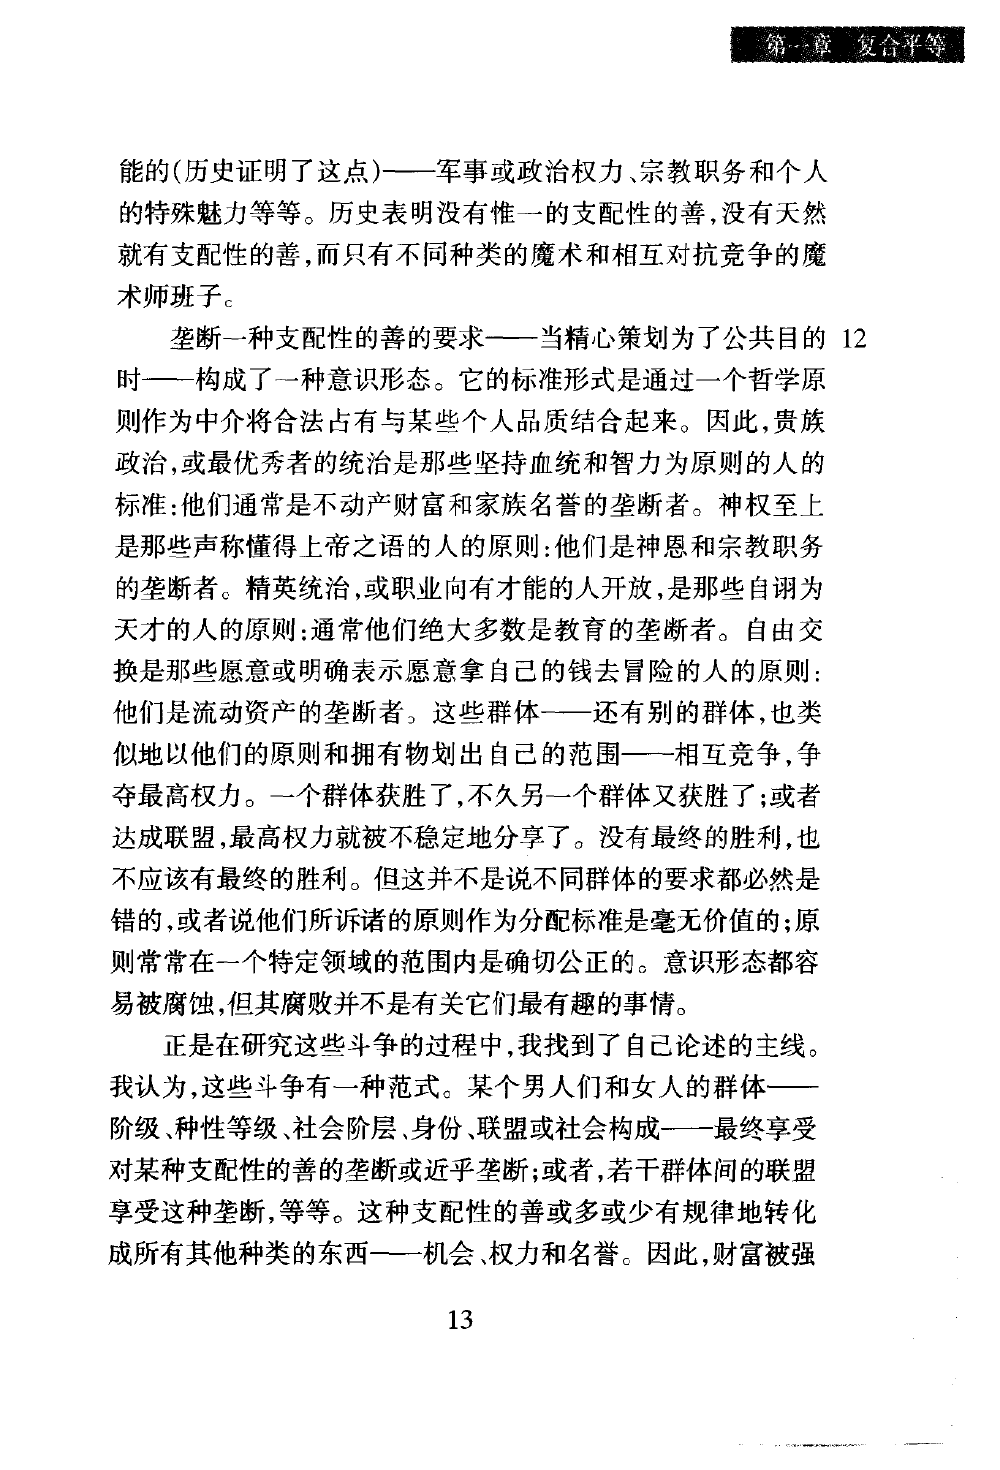 第一章 复合平等
能的(历史证明了这点)——军事或政治权力、宗教职务和个人
的特殊魅力等等。历史表明没有惟一的支配性的善,没有天然
就有支配性的善,而只有不同种类的魔术和相互对抗竞争的魔
术师班子。
垄断一种支配性的善的要求——当精心策划为了公共目的 12
时——构成了一种意识形态。它的标准形式是通过一个哲学原
则作为中介将合法占有与某些个人品质结合起来。因此,贵族
政治,或最优秀者的统治是那些坚持血统和智力为原则的人的
标准:他们通常是不动产财富和家族名誉的垄断者。神权至上
是那些声称懂得上帝之语的人的原则:他们是神恩和宗教职务
的垄断者。精英统治,或职业向有才能的人开放,是那些自诩为
天才的人的原则:通常他们绝大多数是教育的垄断者。自由交
换是那些愿意或明确表示愿意拿自己的钱去冒险的人的原则:
他们是流动资产的垄断者。这些群体——还有别的群体,也类
似地以他们的原则和拥有物划出自己的范围——相互竞争,争
夺最高权力。一个群体获胜了,不久另一个群体又获胜了;或者
达成联盟,最高权力就被不稳定地分享了。没有最终的胜利,也
不应该有最终的胜利。但这并不是说不同群体的要求都必然是
错的,或者说他们所诉诸的原则作为分配标准是毫无价值的;原
则常常在一个特定领域的范围内是确切公正的。意识形态都容
易被腐蚀,但其腐败并不是有关它们最有趣的事情。
正是在研究这些斗争的过程中,我找到了自己论述的主线。
我认为,这些斗争有一种范式。某个男人们和女人的群体——
阶级、种性等级、社会阶层、身份、联盟或社会构成——最终享受
对某种支配性的善的垄断或近乎垄断;或者,若干群体间的联盟
享受这种垄断,等等。这种支配性的善或多或少有规律地转化
成所有其他种类的东西——机会、权力和名誉。因此,财富被强
13